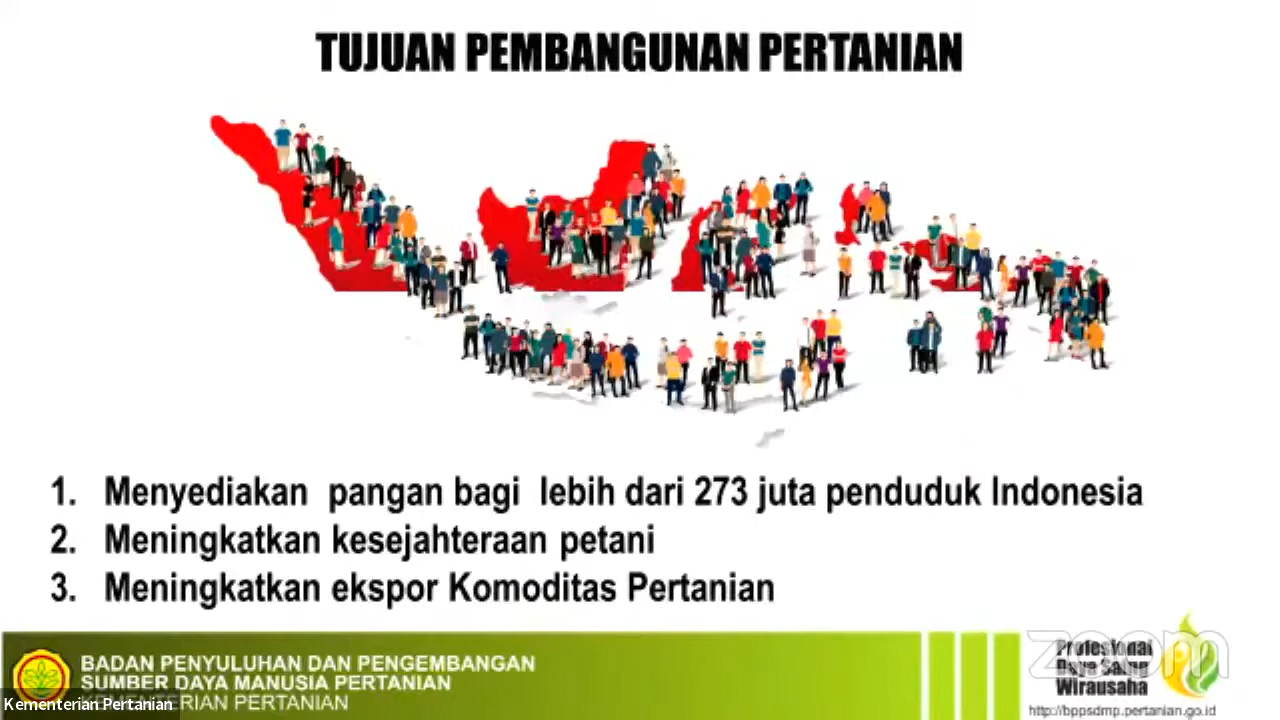 TUJUAN PEMBANGUNAN PERTANIAN
1. Menyediakan pangan bagi lebih dari 273 juta penduduk Indonesia
2. Meningkatkan kesejahteraan petani
3. Meningkatkan ekspor Komoditas Pertanian
BADAN PENYULUHAN DAN PENGEMBANGAN
SUMBER DAYA MANUSIA PERTANIAN
KEMENTERIAN PERTANIAN
Kementerian Pertanian
zoom
Profesional
Daya Saing
Wirausaha
http://bppsdmp.pertanian.go.id